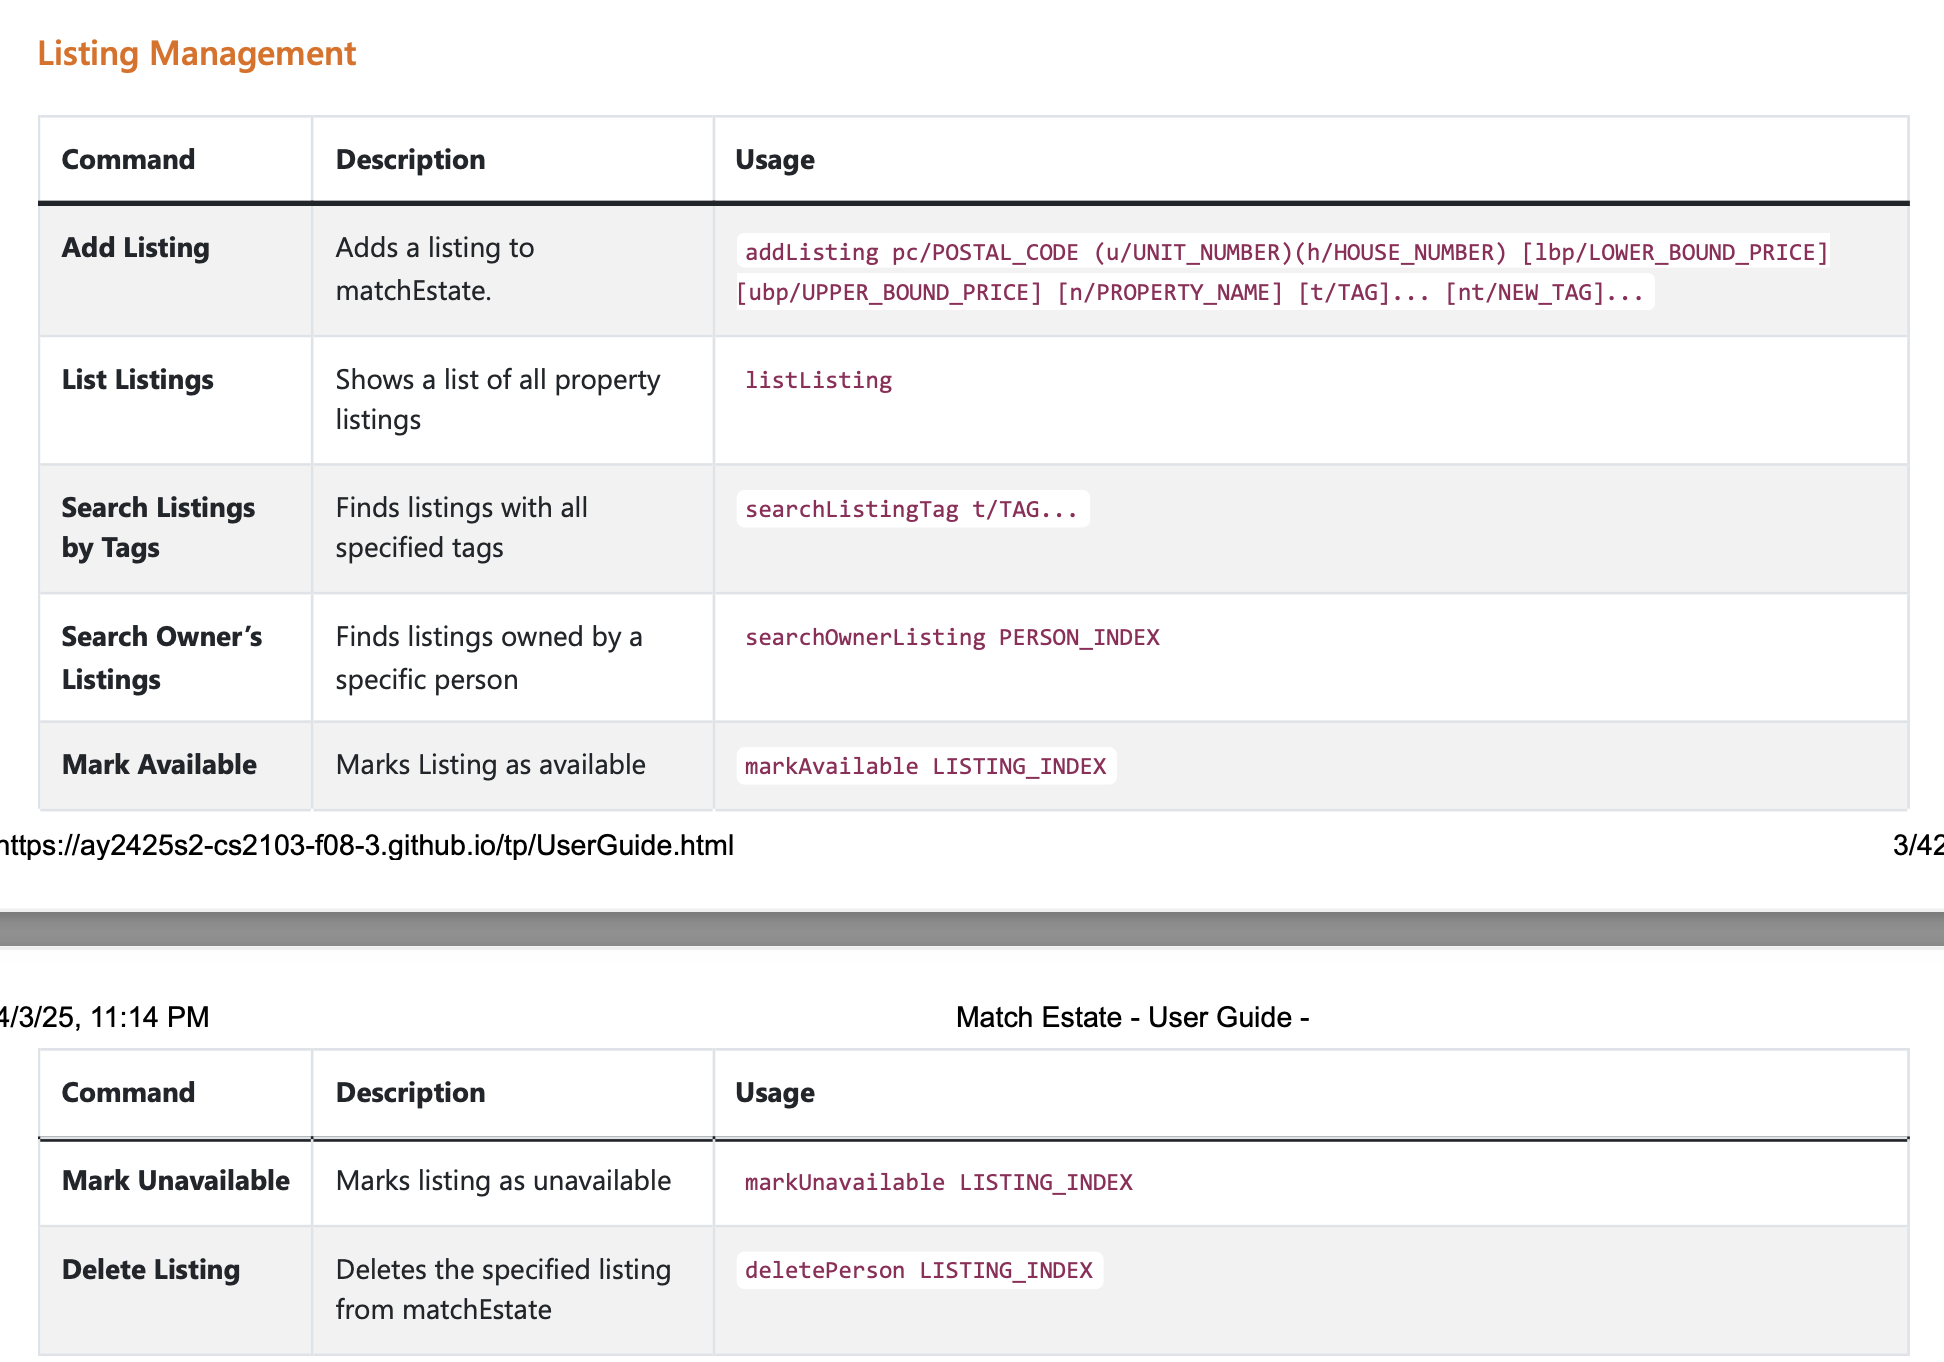 Listing Management
Command Description Usage
Add Listing Adds a listing to addListing pc/POSTAL_CODE (u/UNIT_NUMBER)(h/HOUSE_NUMBER) [lbp/LOWER_BOUND_PRICE]
matchEstate. [ubp/UPPER_BOUND_PRICE] [n/PROPERTY_NAME] [t/TAG]... [nt/NEW_TAG]...
List Listings Shows a list of all property listListing
listings
Search Listings Finds listings with all searchListingTag t/TAG...
by Tags specified tags
Search Owner’s Finds listings owned by a searchOwnerListing PERSON_INDEX
Listings specific person
Mark Available Marks Listing as available markAvailable LISTING_INDEX
https://ay2425s2-cs2103-f08-3.github.io/tp/UserGuide.html 3/42
4/3/25, 11:14 PM Match Estate - User Guide -
Command Description Usage
Mark Unavailable Marks listing as unavailable markUnavailable LISTING_INDEX
Delete Listing Deletes the specified listing deletePerson LISTING_INDEX
from matchEstate